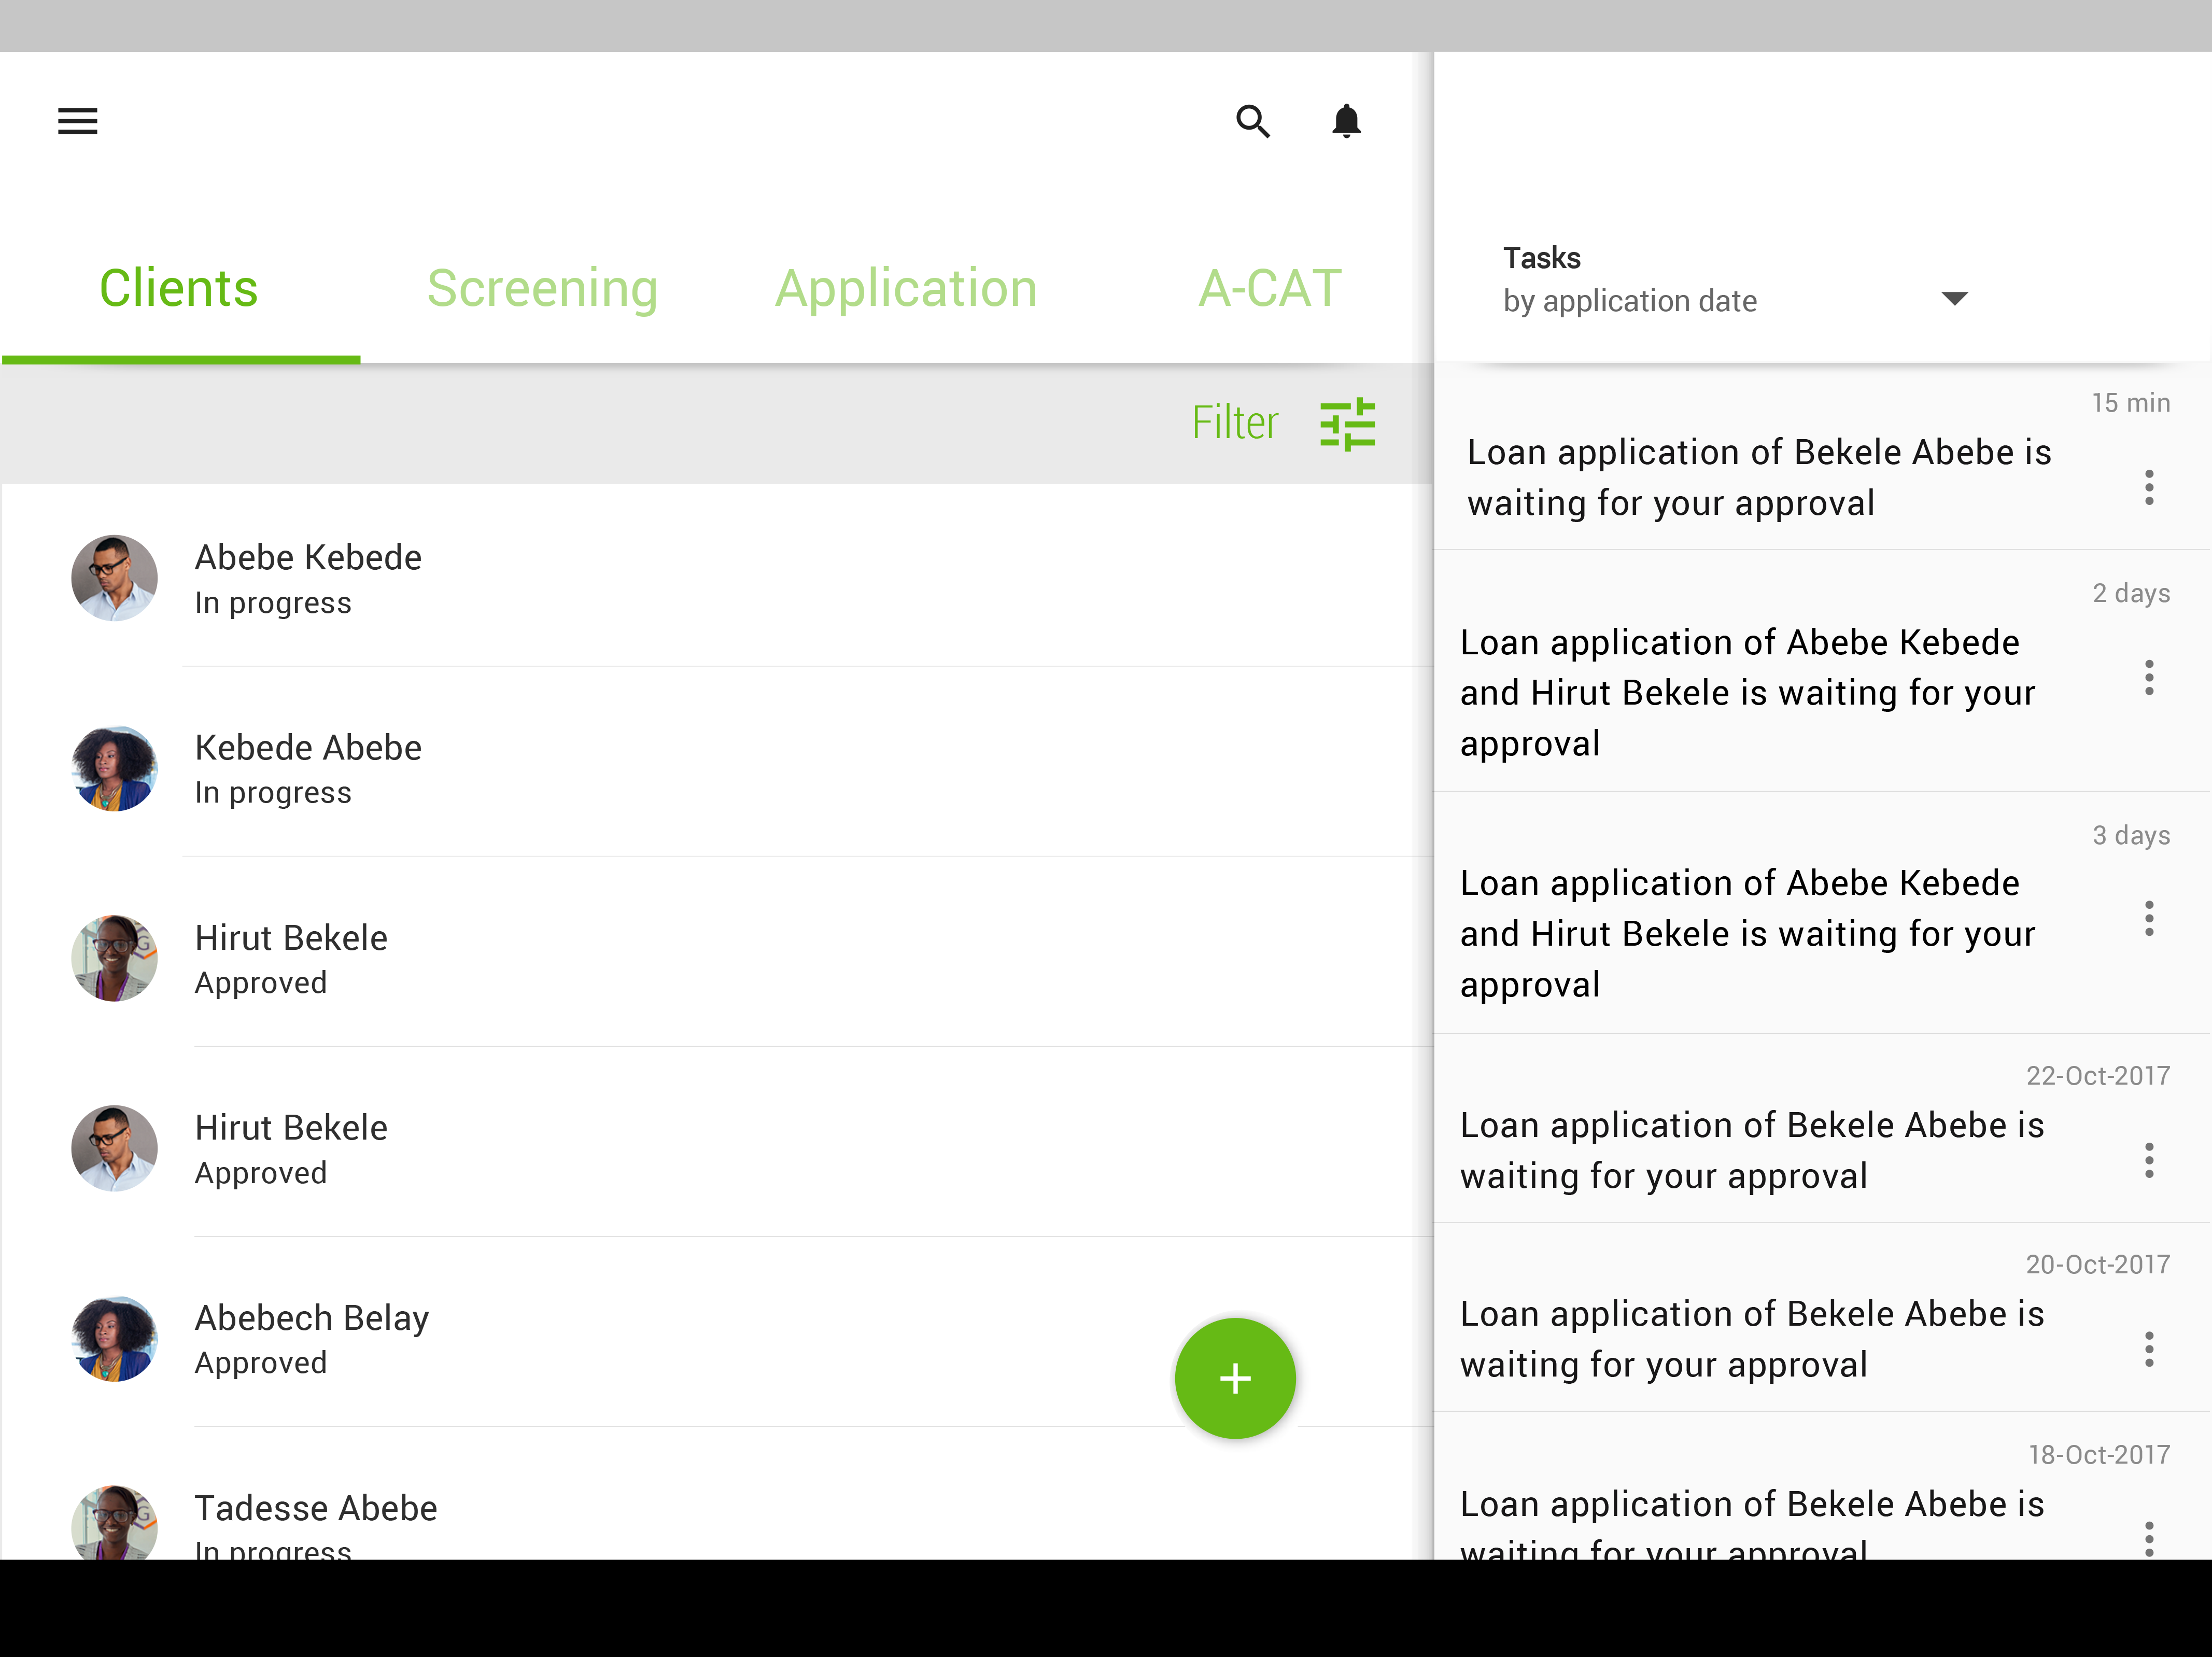 Clients
Screening
Application
A-CAT
Filter
Abebe Kebede
In progress
Kebede Abebe
In progress
Hirut Bekele
Approved
Hirut Bekele
Approved
Abebech Belay
Approved
Tadesse Abebe
In progress
Tasks
by application date
15 min
Loan application of Bekele Abebe is
waiting for your approval
2 days
Loan application of Abebe Kebede
and Hirut Bekele is waiting for your
approval
3 days
Loan application of Abebe Kebede
and Hirut Bekele is waiting for your
approval
22-Oct-2017
Loan application of Bekele Abebe is
waiting for your approval
20-Oct-2017
Loan application of Bekele Abebe is
waiting for your approval
18-Oct-2017
Loan application of Bekele Abebe is
waiting for your approval